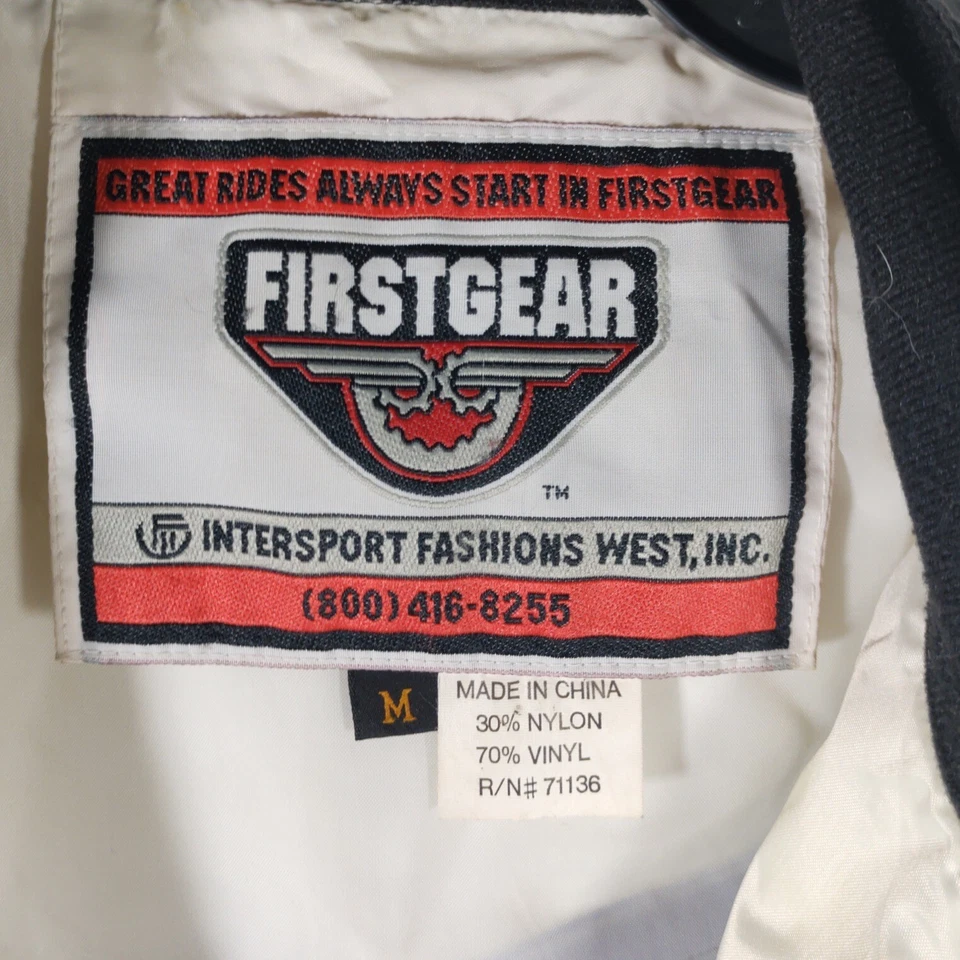 GREAT RIDES ALWAYS START IN FIRSTGEAR
FIRSTGEAR
TM
INTERSPORT FASHIONS WEST, INC.
(800) 416-8255
M
MADE IN CHINA
30% NYLON
70% VINYL
R/N# 71136